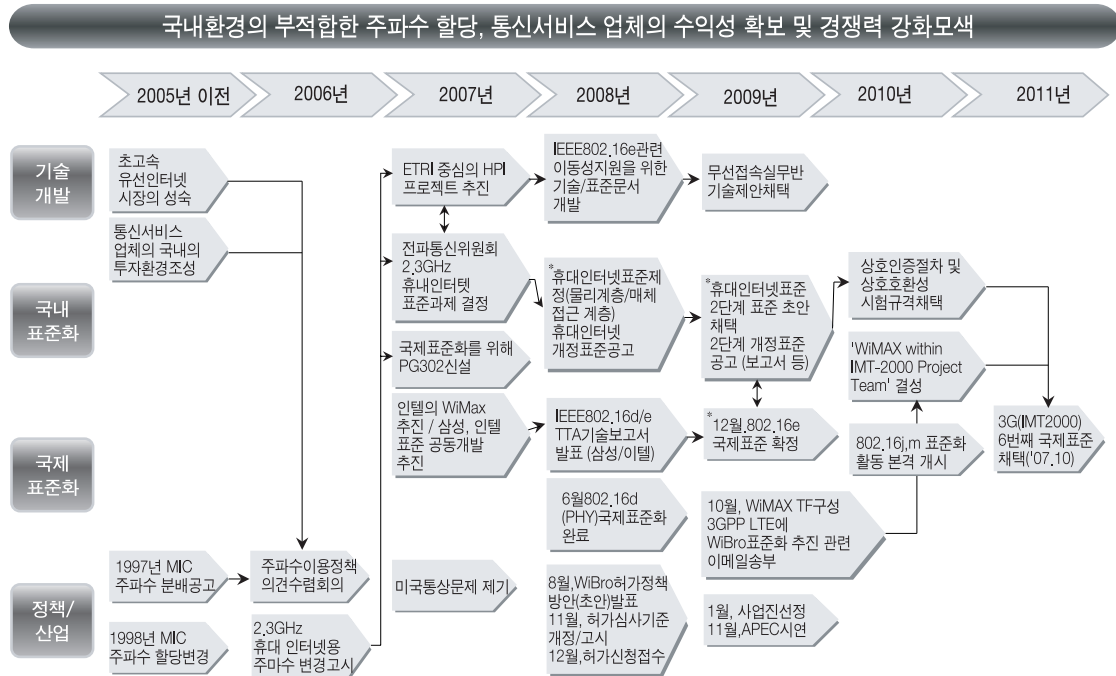 국내환경의 부적합한 주파수 할당, 통신서비스 업체의 수익성 확보 및 경쟁력 강화모색
2005년 이전
2006년
2007년
2008년
2009년
2010년
2011년
기술
개발
초고속
유선인터넷
시장의 성숙
통신서비스
업체의 국내의
투자환경조성
ETRI 중심의 HPI
프로젝트 추진
IEEE802.16e관련
이동성지원을 위한
기술/표준문서
개발
무선접속실무반
기술제안채택
국내
표준화
전파통신위원회
2.3GHz
휴내인터텟
표준과제 결정
*휴대인터넷표준제
정(물리계층/매체
접근 계층)
휴대인터넷
개정표준공고
*휴대인터넷표준
2단계 표준 초안
채택
2단계 개정표준
공고 (보고서 등)
상호인증절차 및
상호호환성
시험규격채택
국제표준화를 위해
PG302신설
'WiMAX within
IMT-2000 Project
Team' 결성
국제
표준화
인텔의 WiMax
추진 / 삼성, 인텔
표준 공동개발
추진
IEEE802.16d/e
TTA기술보고서
발표 (삼성/이텔)
*12월.802.16e
국제표준 확정
802.16j,m 표준화
활동 본격 개시
3G(IMT2000)
6번째 국제표준
채택('07.10)
6월802.16d
(PHY)국제표준화
완료
10월, WiMAX TF구성
3GPP LTE에
WiBro표준화 추진 관련
이메일송부
정책/
산업
1997년 MIC
주파수 분배공고
주파수이용정책
의견수렴회의
미국통상문제 제기
8월,WiBro허가정책
방안(초안)발표
11월, 허가심사기준
개정/고시
12월,허가신청접수
1월, 사업진선정
11월,APEC시연
1998년 MIC
주파수 할당변경
2.3GHz
휴대 인터넷용
주마수 변경고시